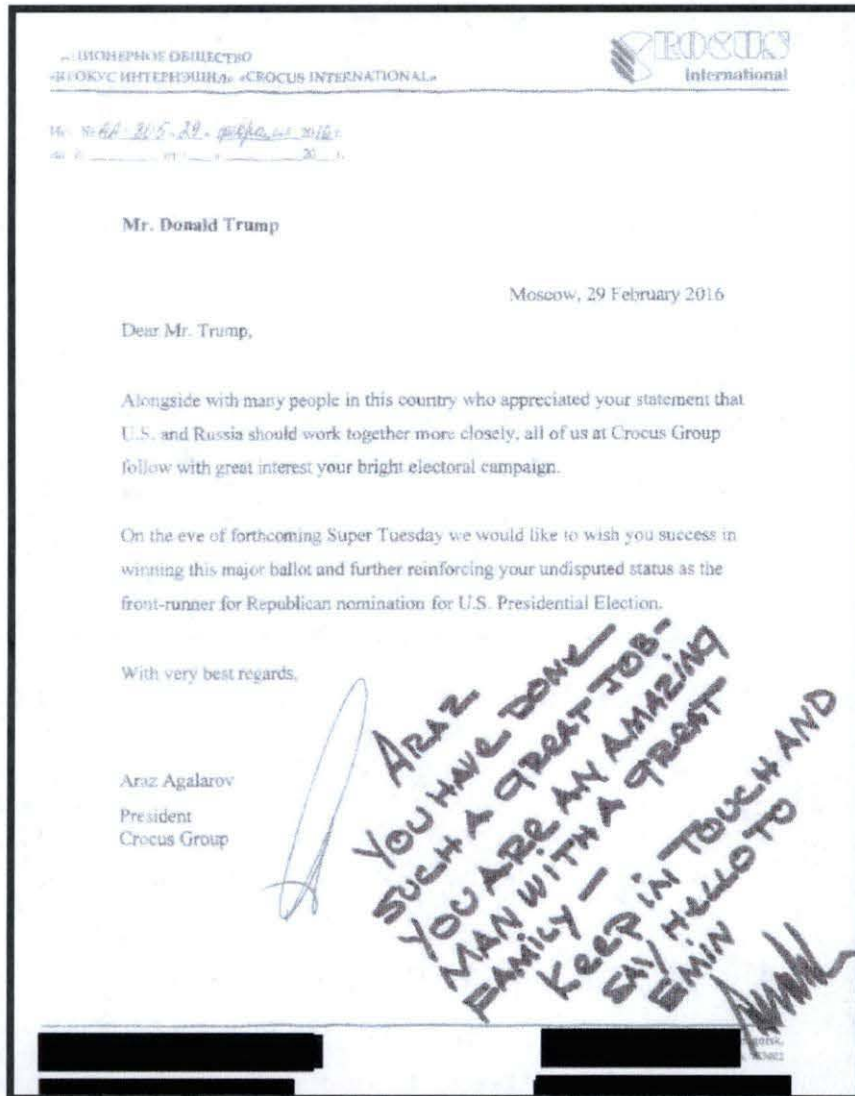 CROCUS
International
«CROCUS INTERNATIONAL»
20
Mr. Donald Trump
Moscow, 29 February 2016
Dear Mr. Trump,
Alongside with many people in this country who appreciated your statement that
U.S. and Russia should work together more closely, all of us at Crocus Group
follow with great interest your bright electoral campaign.
On the eve of forthcoming Super Tuesday we would like to wish you success in
winning this major ballot and further reinforcing your undisputed status as the
front-runner for Republican nomination for U.S. Presidential Election.
With very best regards,
Araz Agalarov
President
Crocus Group
ARAZ
YOU HAVE DONE
SUCH A GREAT JOB-
YOU ARE AN AMAZING
MAN WITH A GREAT
FAMILY —
KEEP IN TOUCH AND
SAY HELLO TO
EMIN